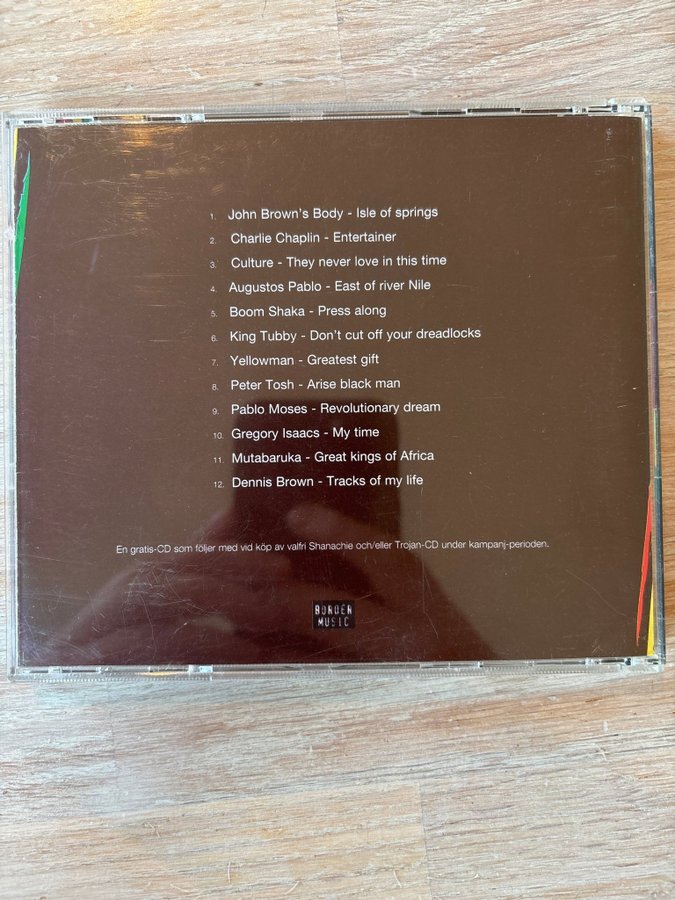 1. John Brown's Body - Isle of springs
2. Charlie Chaplin - Entertainer
3. Culture - They never love in this time
4. Augustos Pablo - East of river Nile
5. Boom Shaka - Press along
6. King Tubby - Don't cut off your dreadlocks
7. Yellowman - Greatest gift
8. Peter Tosh - Arise black man
9. Pablo Moses - Revolutionary dream
10. Gregory Isaacs - My time
11. Mutabaruka - Great kings of Africa
12. Dennis Brown - Tracks of my life
En gratis-CD som följer med vid köp av valfri Shanachie och/eller Trojan-CD under kampanj-perioden.
BORDER
MUSIC